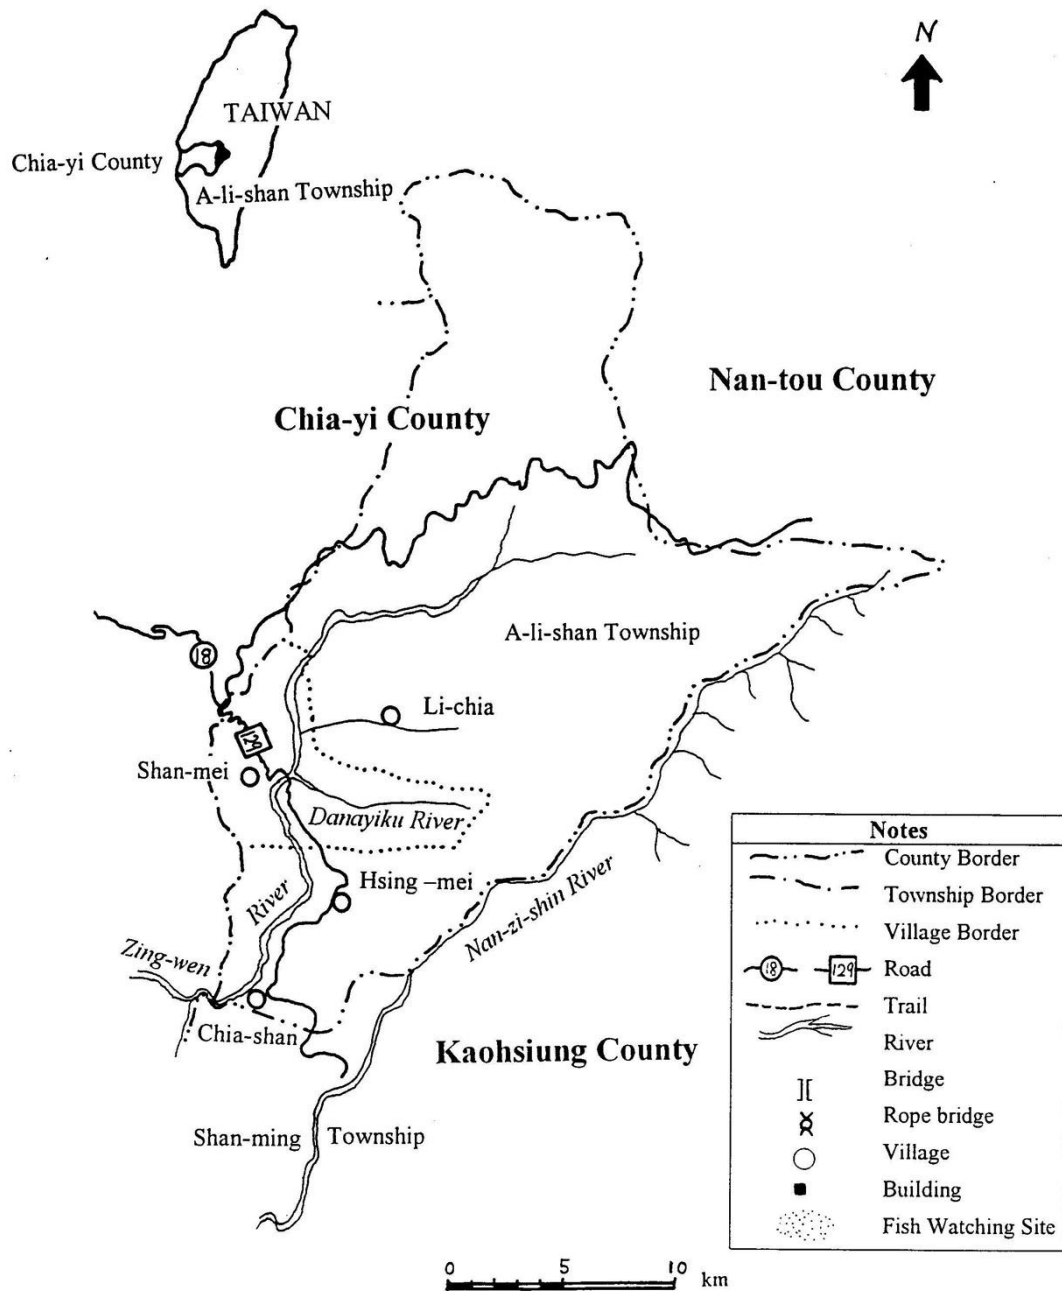 N
TAIWAN
Chia-yi County
A-li-shan Township
Nan-tou County
Chia-yi County
A-li-shan Township
18
Li-chia
129
Shan-mei
Danayiku River
Hsing –mei
River
Nan-zi-shin River
Zing-wen
Chia-shan
Kaohsiung County
Shan-ming Township
Notes
County Border
Township Border
Village Border
18 129 Road
Trail
River
Bridge
Rope bridge
Village
Building
Fish Watching Site
0 5 10 km